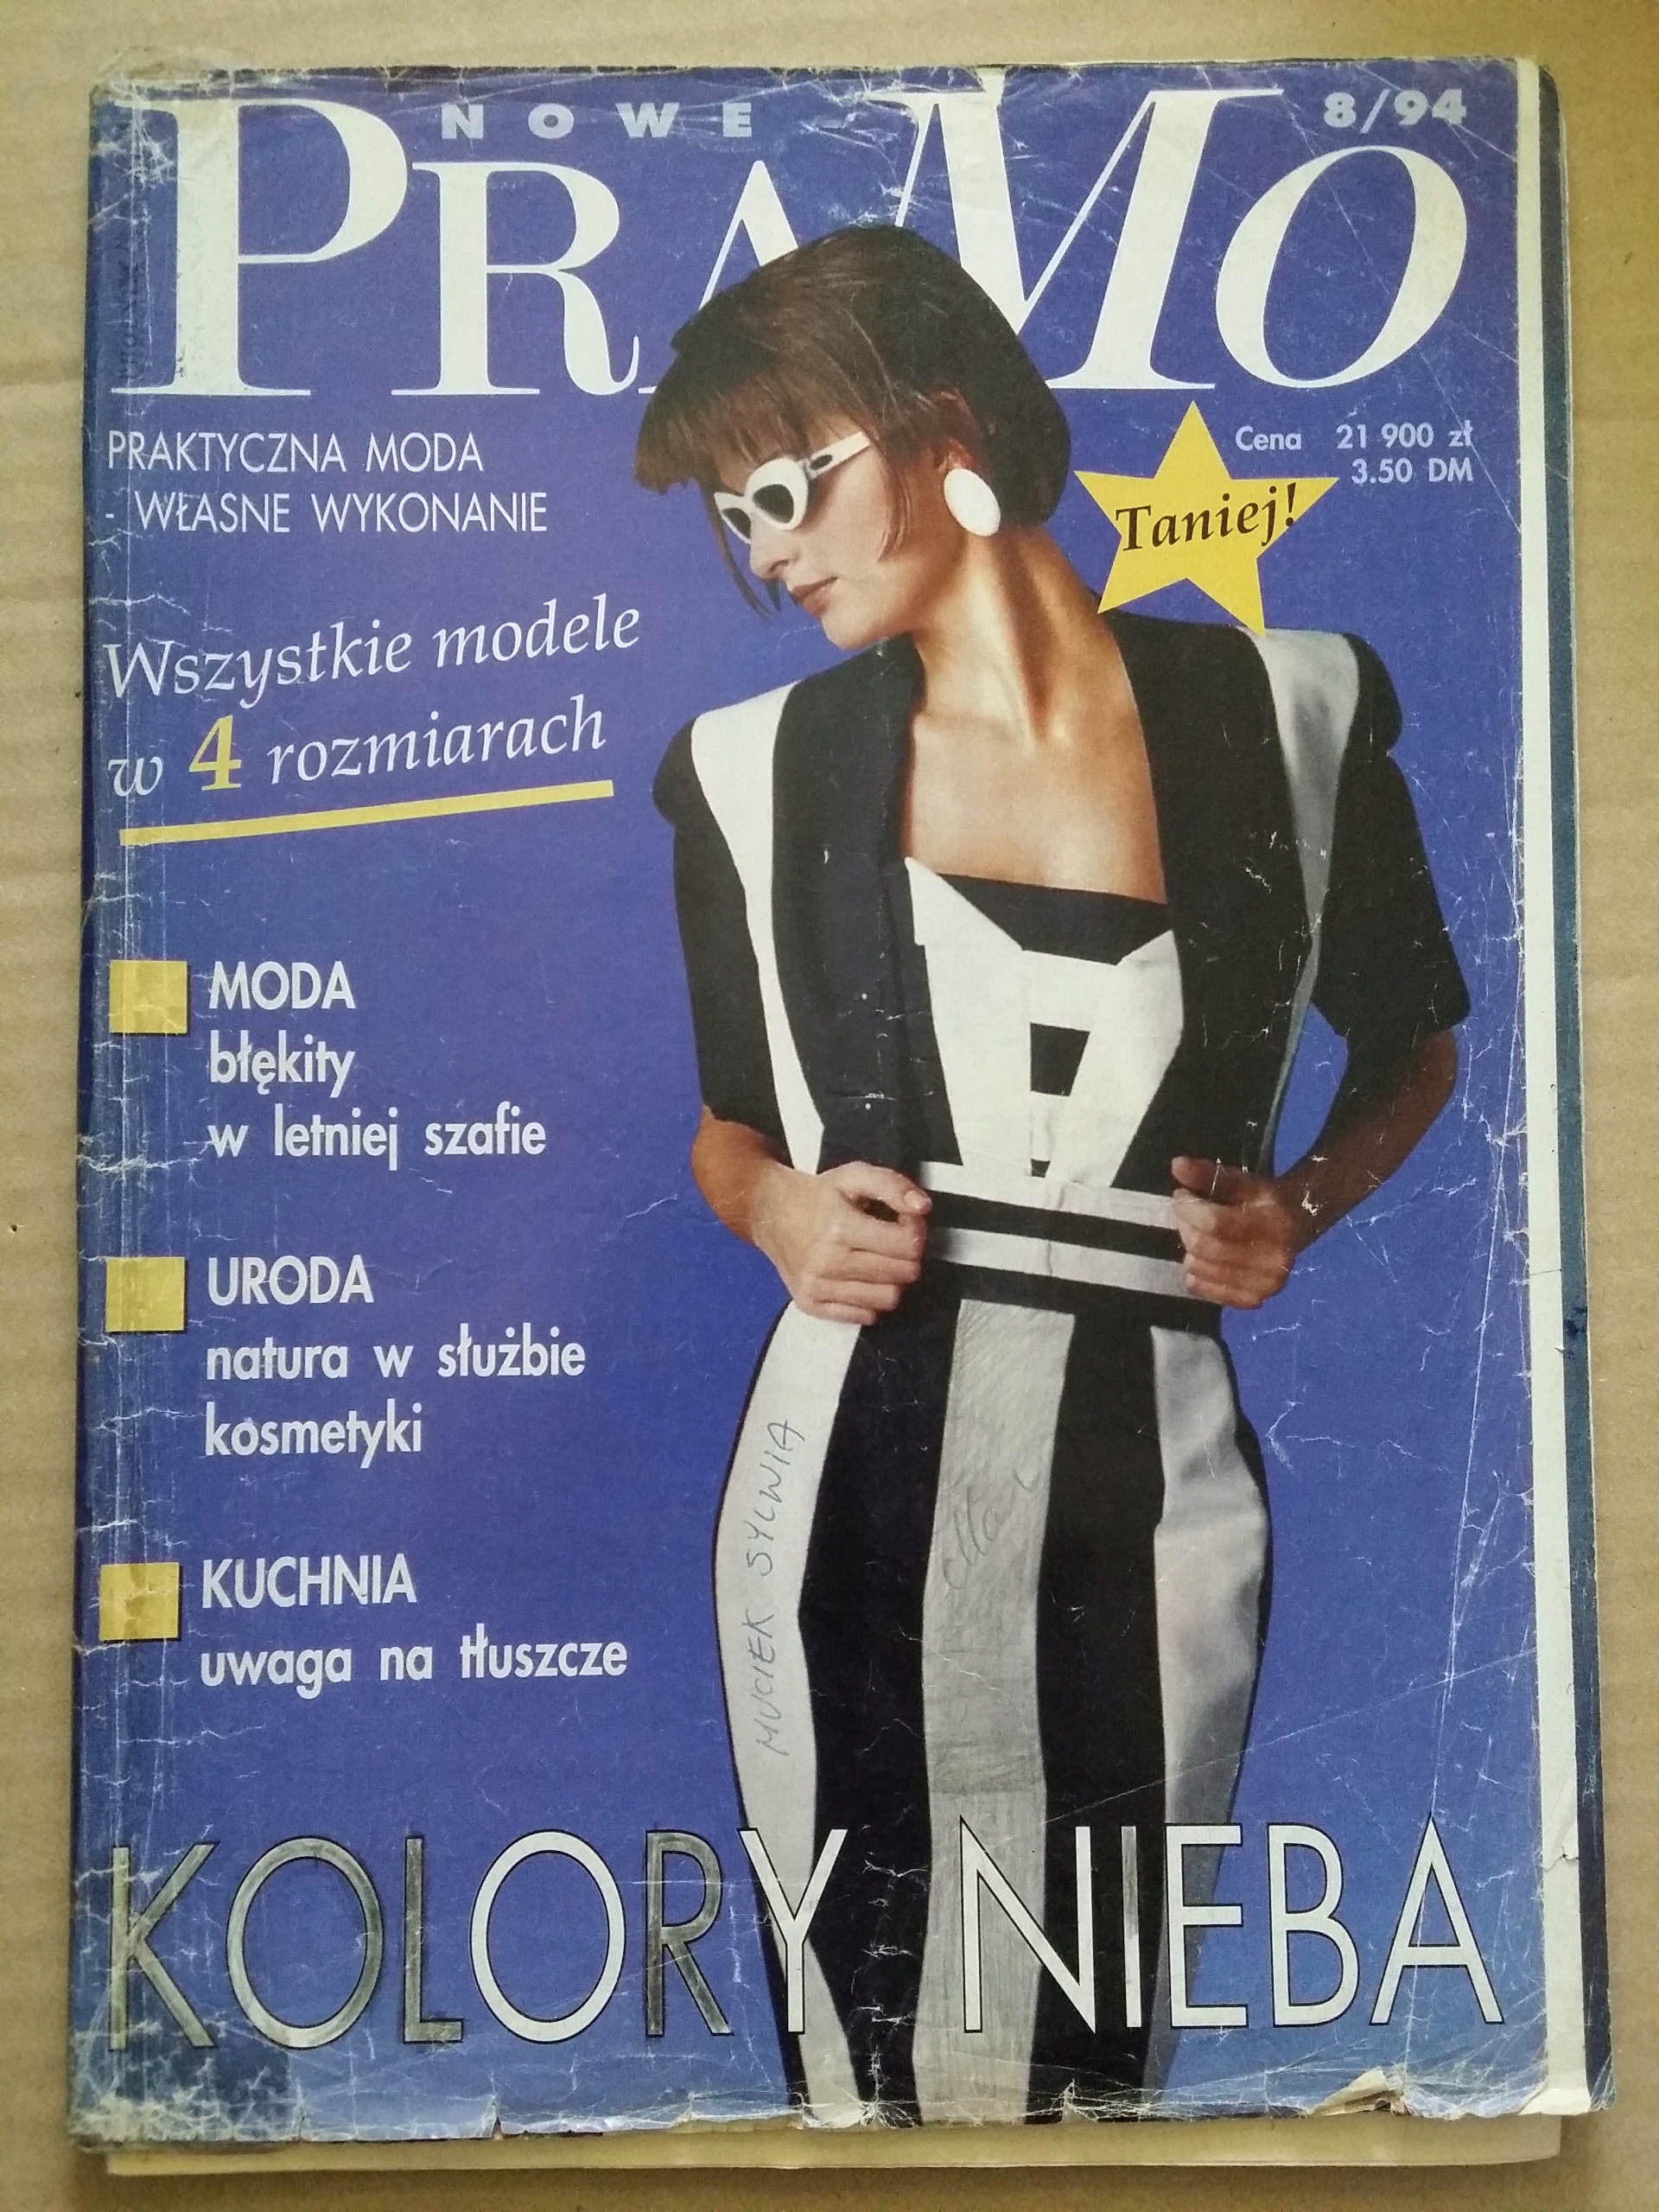 NOWE
8/94
PRAMO
PRAKTYCZNA MODA
- WŁASNE WYKONANIE
Cena 21 900 zł
3.50 DM
Taniej!
Wszystkie modele
w 4 rozmiarach
MODA
błękity
w letniej szafie
URODA
natura w służbie
kosmetyki
KUCHNIA
uwaga na tłuszcze
SYLWIA
KOLORY NIEBA